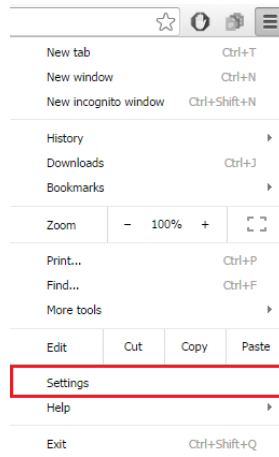 New tab Ctrl+T
New window Ctrl+N
New incognito window Ctrl+Shift+N
History
Downloads Ctrl+J
Bookmarks
Zoom - 100% +
Print... Ctrl+P
Find... Ctrl+F
More tools
Edit Cut Copy Paste
Settings
Help
Exit Ctrl+Shift+Q